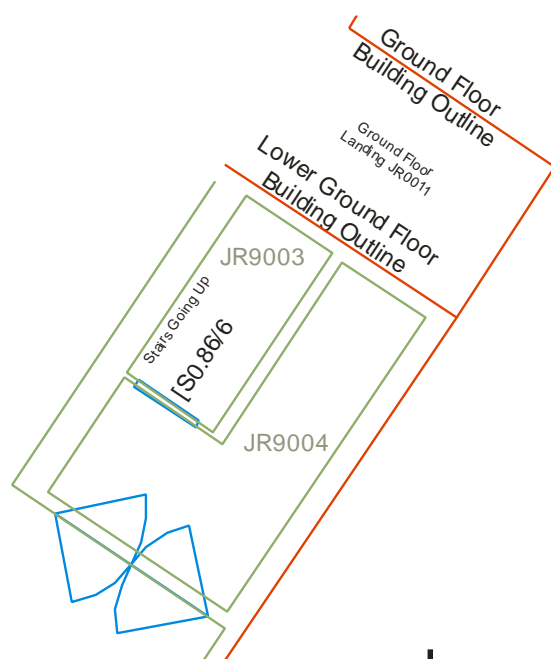 Ground Floor
Building Outline
Ground Floor
Landing JR0011
Lower Ground Floor
Building Outline
JR9003
Stairs Going Up
[S0.86/6
JR9004